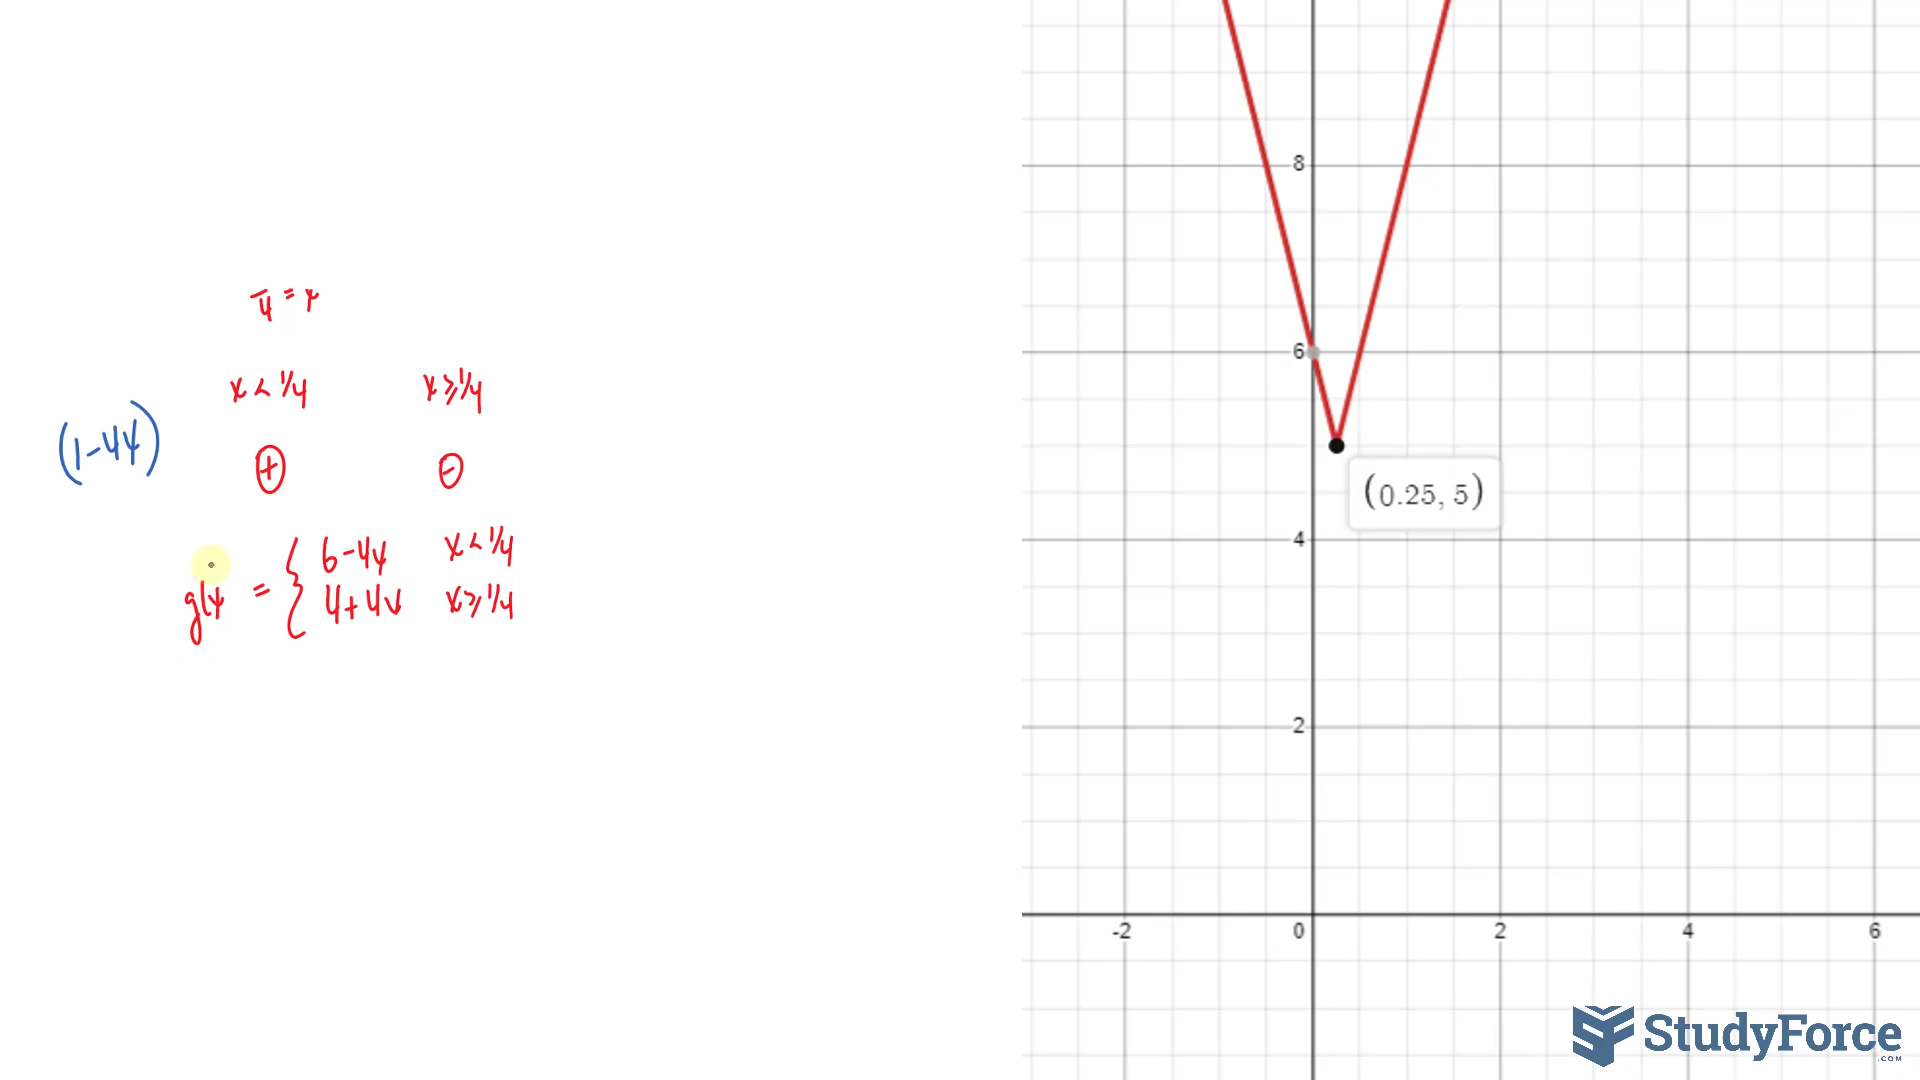 4 = x
x < 1/4 x ≥ 1/4
(1-4x)
+ -
g(x) = { 6-4x x < 1/4
4+4x x ≥ 1/4
8
6
(0.25, 5)
4
2
-2 0 2 4 6
StudyForce
.COM